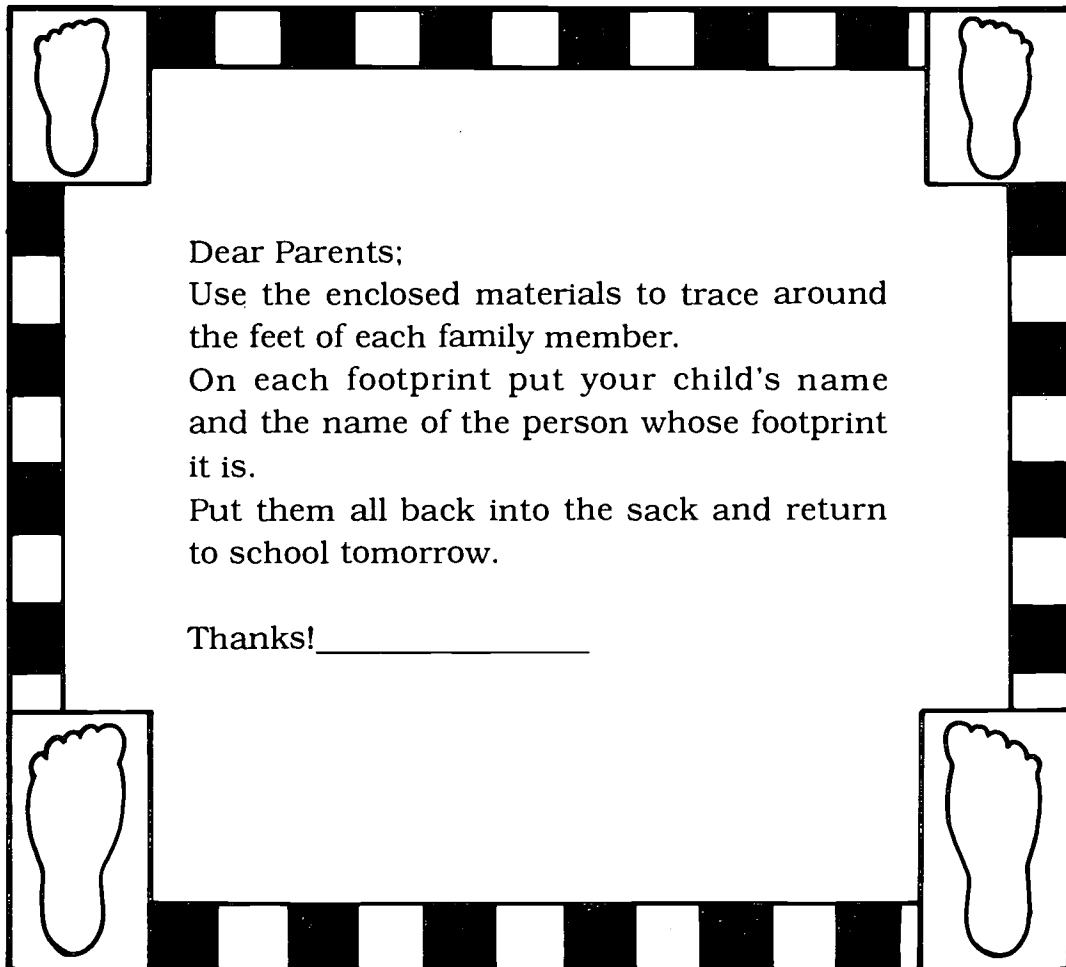 Dear Parents;
Use the enclosed materials to trace around
the feet of each family member.
On each footprint put your child's name
and the name of the person whose footprint
it is.
Put them all back into the sack and return
to school tomorrow.
Thanks!_______________